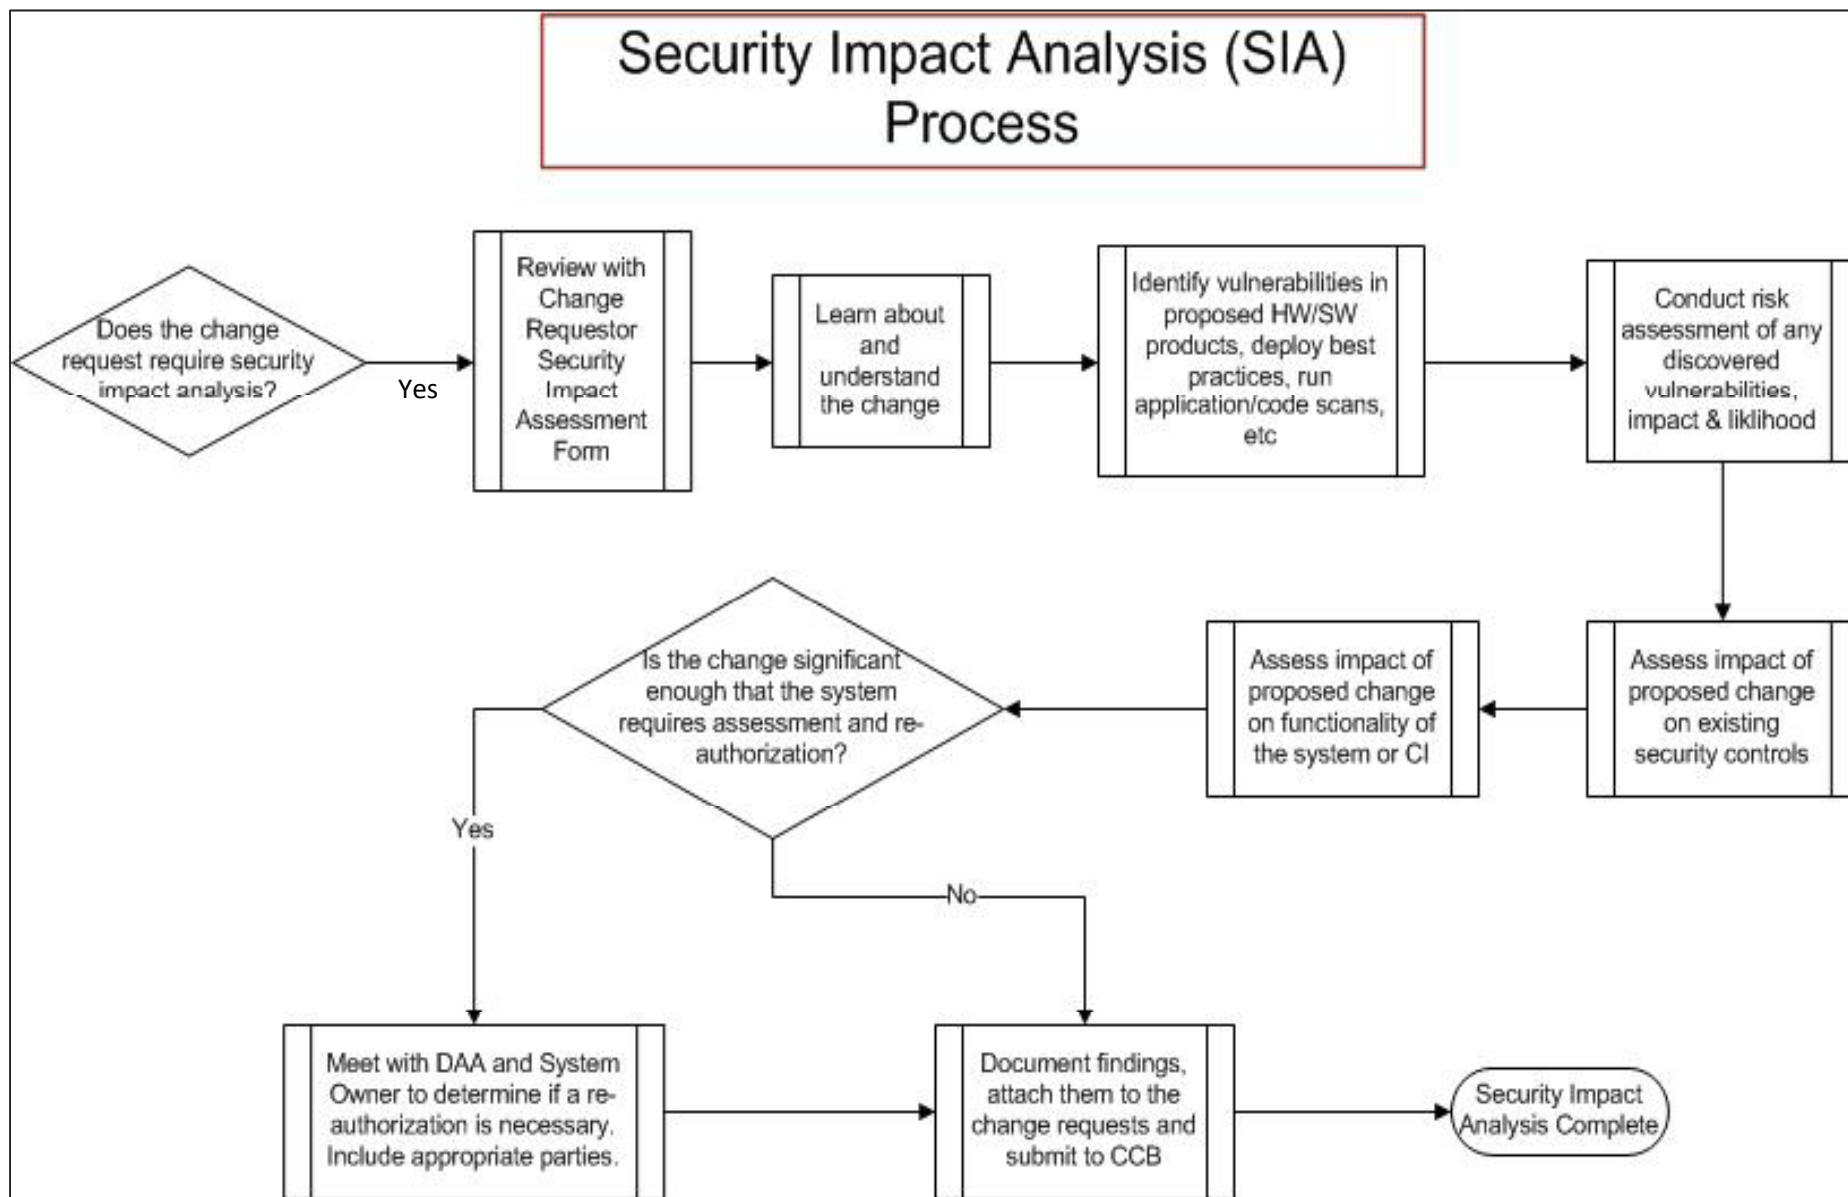 Security Impact Analysis (SIA)
Process
Does the change
request require security
impact analysis?
Yes
Review with
Change
Requestor
Security
Impact
Assessment
Form
Learn about
and
understand
the change
Identify vulnerabilities in
proposed HW/SW
products, deploy best
practices, run
application/code scans,
etc
Conduct risk
assessment of any
discovered
vulnerabilities,
impact & liklihood
Is the change significant
enough that the system
requires assessment and re-
authorization?
Assess impact of
proposed change
on functionality of
the system or CI
Assess impact of
proposed change
on existing
security controls
Yes
No
Meet with DAA and System
Owner to determine if a re-
authorization is necessary.
Include appropriate parties.
Document findings,
attach them to the
change requests and
submit to CCB
Security Impact
Analysis Complete